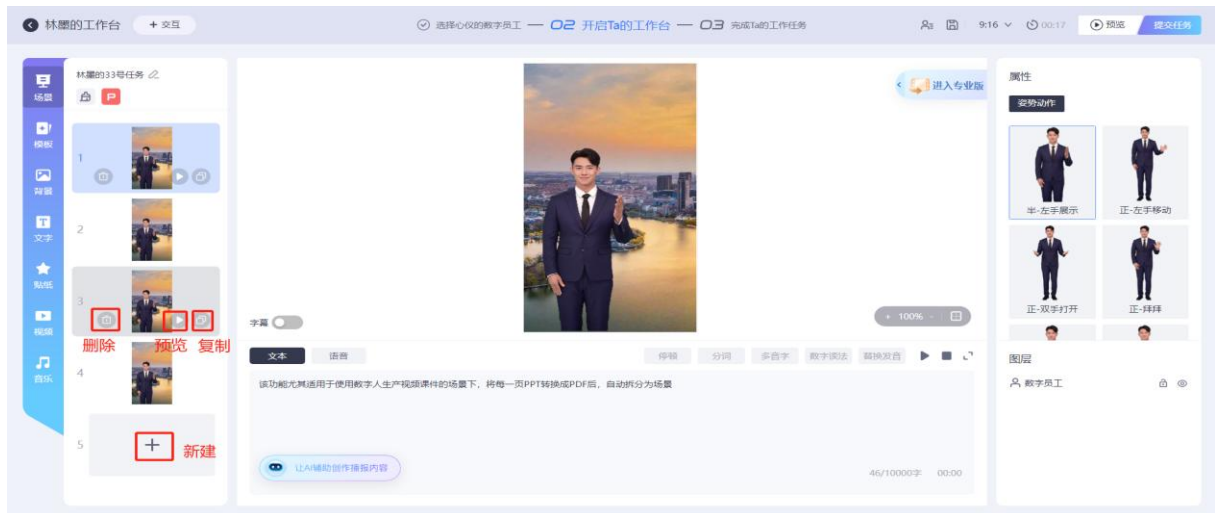 林墨的工作台
+ 交互
选择心仪的数字员工
02 开启Ta的工作台
03 完成Ta的工作任务
9:16
00:17
预览
提交任务
场景
模板
背景
文字
贴纸
视频
音乐
林墨的33号任务
P
1
2
3
删除
预览
复制
4
5
新建
进入专业版
字幕
+ 100% -
文本
语音
停顿
分词
多音字
数字读法
替换发音
该功能尤其适用于使用数字人生产视频课件的场景下，将每一页PPT转换成PDF后，自动拆分为场景
让AI辅助创作播报内容
46/10000字
00:00
属性
姿势动作
半-左手展示
正-左手移动
正-双手打开
正-拜拜
图层
数字员工